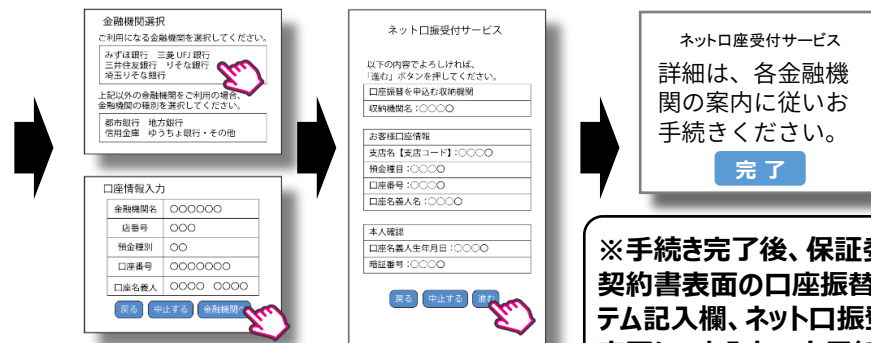 金融機関選択
ご利用になる金融機関を選択してください。
みずほ銀行 三菱UFJ銀行
三井住友銀行 りそな銀行
埼玉りそな銀行
上記以外の金融機関をご利用の場合、
金融機関の種別を選択してください。
都市銀行 地方銀行
信用金庫 ゆうちょ銀行・その他
口座情報入力
金融機関名 〇〇〇〇〇〇
店番号 〇〇〇
預金種別 〇〇
口座番号 〇〇〇〇〇〇〇
口座名義人 〇〇〇〇 〇〇〇〇
戻る 中止する 金融機関へ
ネット口振受付サービス
以下の内容でよろしければ、
「進む」ボタンを押してください。
口座振替を申込む収納機関
収納機関名:〇〇〇〇
お客様口座情報
支店名【支店コード】:〇〇〇〇
預金種目:〇〇〇〇
口座番号:〇〇〇〇
口座名義人名:〇〇〇〇
本人確認
口座名義人生年月日:〇〇〇〇
暗証番号:〇〇〇〇
戻る 中止する 進む
ネット口座受付サービス
詳細は、各金融機
関の案内に従いお
手続きください。
完了
※手続き完了後、保証委
契約書表面の口座振替
テム記入欄、ネット口振受